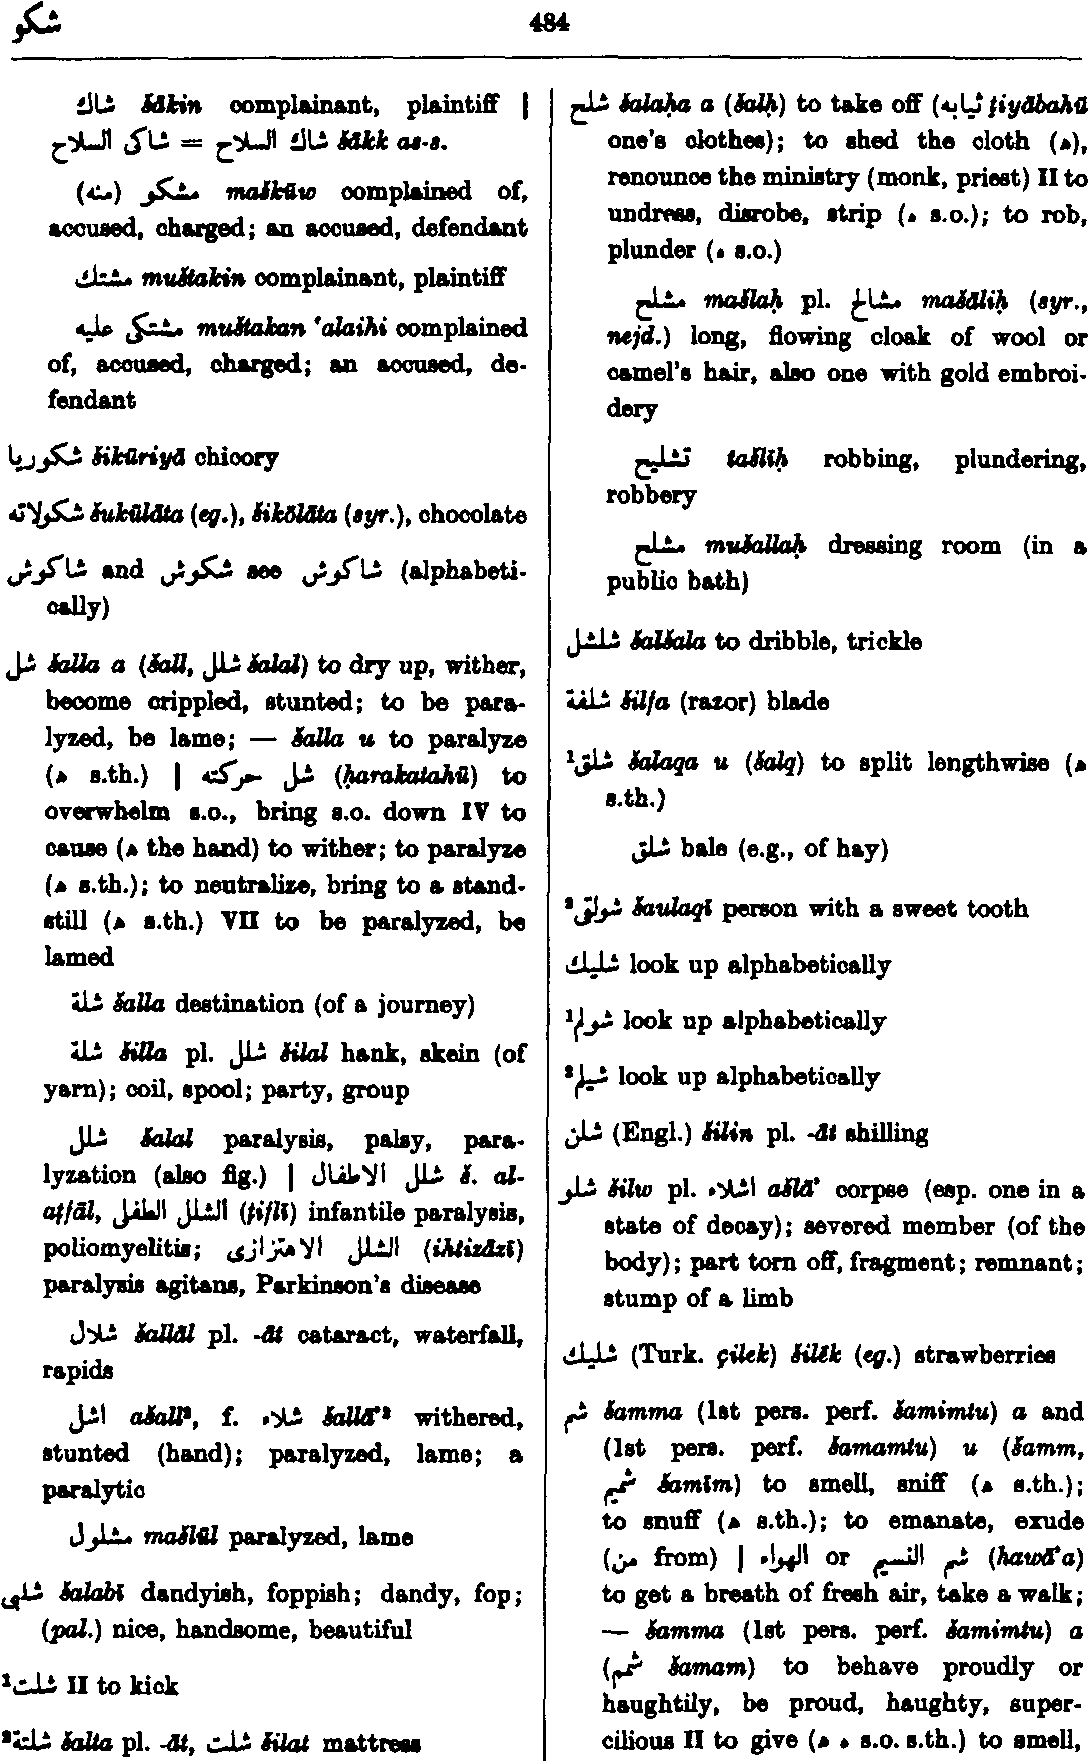 شكو
484
شاك šākin complainant, plaintiff |
شاك السلاح = شاكى السلاح šākk as-s.
مشكو (منه) maškūw complained of,
accused, charged; an accused, defendant
مشتك muštakin complainant, plaintiff
مشتكى عليه muštakan ‘alaihi complained
of, accused, charged; an accused, de-
fendant
شكوريا šikūriyā chicory
شكولاته šukūlāta (eg.), šikōlāta (syr.), chocolate
شاكوش and شكوش see شاكوش (alphabeti-
cally)
شل šalla a (šall, شلل šalal) to dry up, wither,
become crippled, stunted; to be para-
lyzed, be lame; — šalla u to paralyze
(ه s.th.) | شل حركته (ḥarakatahū) to
overwhelm s.o., bring s.o. down IV to
cause (ه the hand) to wither; to paralyze
(ه s.th.); to neutralize, bring to a stand-
still (ه s.th.) VII to be paralyzed, be
lamed
شلة šalla destination (of a journey)
شلة šilla pl. شلل šilal hank, skein (of
yarn); coil, spool; party, group
شلل šalal paralysis, palsy, para-
lyzation (also fig.) | شلل الاطفال š. al-
aṭfāl, الشلل الطفلى (ṭiflī) infantile paralysis,
poliomyelitis; الشلل الاهتزازى (ihtizāzī)
paralysis agitans, Parkinson's disease
شلال šallāl pl. -āt cataract, waterfall,
rapids
اشل ašall², f. شلاء šallā’² withered,
stunted (hand); paralyzed, lame; a
paralytic
مشلول mašlūl paralyzed, lame
شلبى šalabī dandyish, foppish; dandy, fop;
(pal.) nice, handsome, beautiful
¹شلت II to kick
²شلتة šalta pl. -āt, شلت šilat mattress
شلح šalaḥa a (šalḥ) to take off (ثيابه ṯiyābahū
one's clothes); to shed the cloth (ه),
renounce the ministry (monk, priest) II to
undress, disrobe, strip (ه s.o.); to rob,
plunder (ه s.o.)
مشلح mašlaḥ pl. مشالح mašāliḥ (syr.,
nejd.) long, flowing cloak of wool or
camel's hair, also one with gold embroi-
dery
تشليح tašlīḥ robbing, plundering,
robbery
مشلح mušallaḥ dressing room (in a
public bath)
شلشل šalšala to dribble, trickle
شلفة šilfa (razor) blade
¹شلق šalaqa u (šalq) to split lengthwise (ه
s.th.)
شلق bale (e.g., of hay)
²شولقى šaulaqī person with a sweet tooth
شليك look up alphabetically
¹شولم look up alphabetically
²شيلم look up alphabetically
شلن (Engl.) šilin pl. -āt shilling
شلو šilw pl. اشلاء ašlā’ corpse (esp. one in a
state of decay); severed member (of the
body); part torn off, fragment; remnant;
stump of a limb
شليك (Turk. çilek) šilēk (eg.) strawberries
شم šamma (1st pers. perf. šamimtu) a and
(1st pers. perf. šamamtu) u (šamm,
شميم šamīm) to smell, sniff (ه s.th.);
to snuff (ه s.th.); to emanate, exude
(من from) | شم النسيم or الهواء (hawā’a)
to get a breath of fresh air, take a walk;
— šamma (1st pers. perf. šamimtu) a
(شمم šamam) to behave proudly or
haughtily, be proud, haughty, super-
cilious II to give (ه ه s.o. s.th.) to smell,